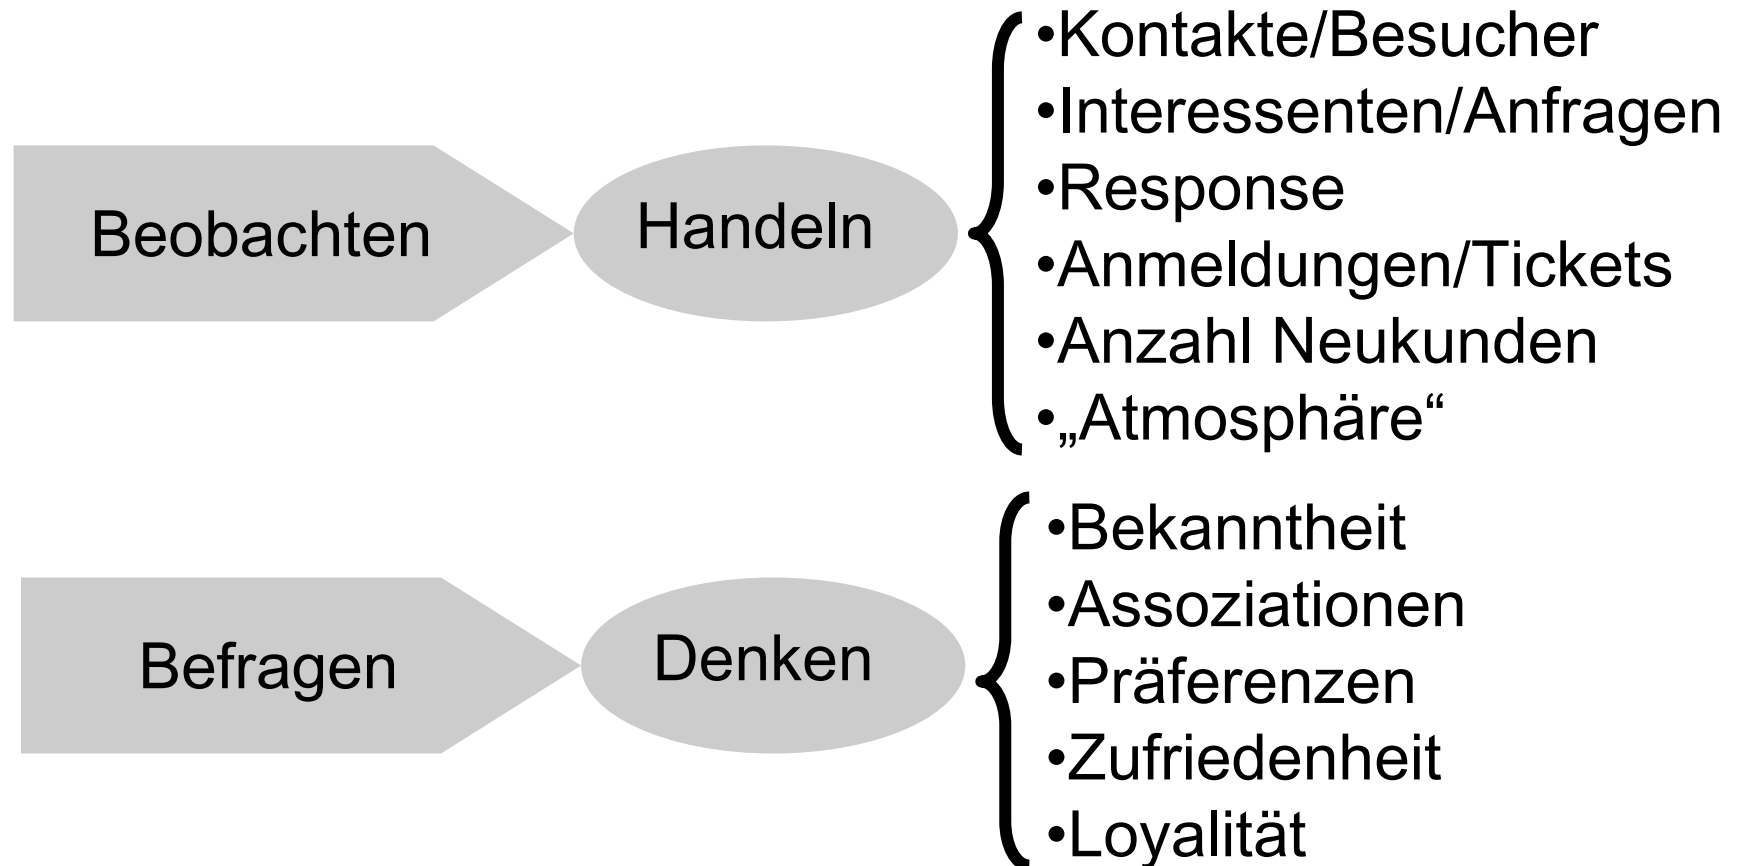 Beobachten
Handeln
•Kontakte/Besucher
•Interessenten/Anfragen
•Response
•Anmeldungen/Tickets
•Anzahl Neukunden
•„Atmosphäre“
Befragen
Denken
•Bekanntheit
•Assoziationen
•Präferenzen
•Zufriedenheit
•Loyalität